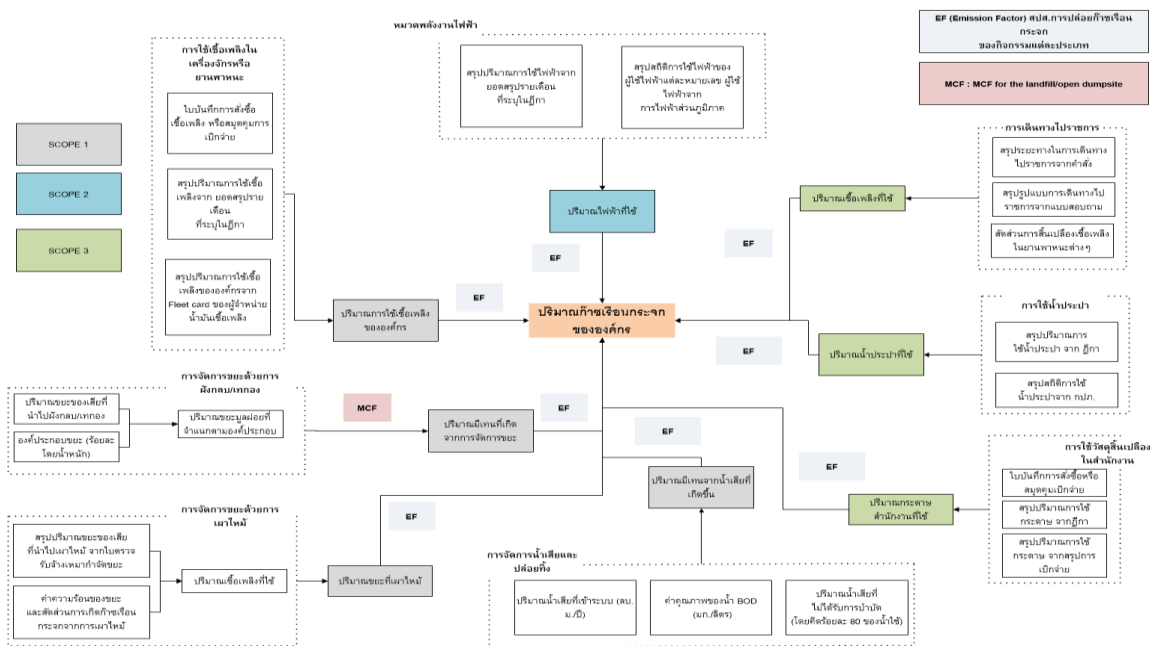 หมวดพลังงานไฟฟ้า
สรุปปริมาณการใช้ไฟฟ้าจาก
ยอดสรุปรายเดือน
ที่ระบุในฎีกา
สรุปสถิติการใช้ไฟฟ้าของ
ผู้ใช้ไฟฟ้าแต่ละหมายเลข ผู้ใช้
ไฟฟ้าจาก
การไฟฟ้าส่วนภูมิภาค
EF (Emission Factor) สปส.การปล่อยก๊าซเรือน
กระจก
ของกิจกรรมแต่ละประเภท
MCF : MCF for the landfill/open dumpsite
SCOPE 1
SCOPE 2
SCOPE 3
การใช้เชื้อเพลิงใน
เครื่องจักรหรือ
ยานพาหนะ
ใบบันทึกการสั่งซื้อ
เชื้อเพลิง หรือสมุดคุมการ
เบิกจ่าย
สรุปปริมาณการใช้เชื้อ
เพลิงจาก ยอดสรุปราย
เดือน
ที่ระบุในฎีกา
สรุปปริมาณการใช้เชื้อ
เพลิงขององค์กรจาก
Fleet card ของผู้จำหน่าย
น้ำมันเชื้อเพลิง
ปริมาณการใช้เชื้อเพลิง
ขององค์กร
EF
ปริมาณไฟฟ้าที่ใช้
EF
ปริมาณก๊าซเรือนกระจก
ขององค์กร
การเดินทางไปราชการ
สรุประยะทางในการเดินทาง
ไปราชการจากคำสั่ง
สรุปรูปแบบการเดินทางไป
ราชการจากแบบสอบถาม
สัดส่วนการสิ้นเปลืองเชื้อเพลิง
ในยานพาหนะต่างๆ
ปริมาณเชื้อเพลิงที่ใช้
EF
การใช้น้ำประปา
สรุปปริมาณการ
ใช้น้ำประปา จาก ฎีกา
สรุปสถิติการใช้
น้ำประปาจาก กปภ.
ปริมาณน้ำประปาที่ใช้
EF
การจัดการขยะด้วยการ
ฝังกลบ/เทกอง
ปริมาณขยะของเสียที่
นำไปฝังกลบ/เทกอง
องค์ประกอบขยะ (ร้อยละ
โดยน้ำหนัก)
ปริมาณขยะมูลฝอยที่
จำแนกตามองค์ประกอบ
MCF
ปริมาณมีเทนที่เกิด
จากการจัดการขยะ
EF
การใช้วัสดุสิ้นเปลือง
ในสำนักงาน
ใบบันทึกการสั่งซื้อหรือ
สมุดคุมเบิกจ่าย
สรุปปริมาณการใช้
กระดาษ จากฎีกา
สรุปปริมาณการใช้
กระดาษ จากสรุปการ
เบิกจ่าย
ปริมาณกระดาษ
สำนักงานที่ใช้
EF
การจัดการขยะด้วยการ
เผาไหม้
สรุปปริมาณขยะของเสีย
ที่นำไปเผาไหม้ จากใบตรวจ
รับจ้างเหมากำจัดขยะ
ค่าความร้อนของขยะ
และสัดส่วนการเกิดก๊าซเรือน
กระจกจากการเผาไหม้
ปริมาณเชื้อเพลิงที่ใช้
ปริมาณขยะที่เผาไหม้
EF
ปริมาณมีเทนจากน้ำเสียที่
เกิดขึ้น
EF
การจัดการน้ำเสียและ
ปล่อยทิ้ง
ปริมาณน้ำเสียที่เข้าระบบ (ลบ.
ม./ปี)
ค่าคุณภาพของน้ำ BOD
(มก./ลิตร)
ปริมาณน้ำเสียที่
ไม่ได้รับการบำบัด
(โดยคิดร้อยละ 80 ของน้ำใช้)